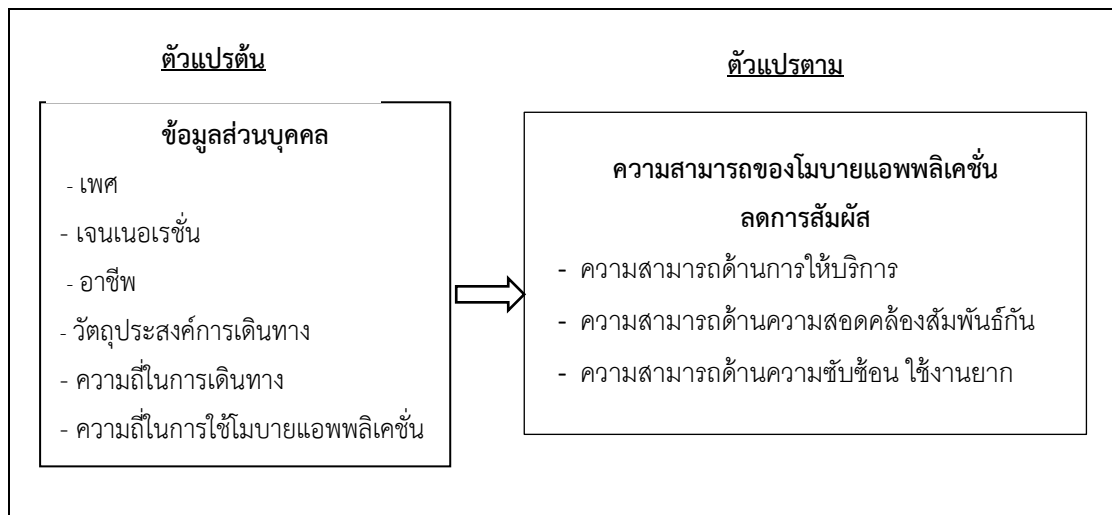 ตัวแปรต้น
ข้อมูลส่วนบุคคล
- เพศ
- เจนเนอเรชั่น
- อาชีพ
- วัตถุประสงค์การเดินทาง
- ความถี่ในการเดินทาง
- ความถี่ในการใช้โมบายแอพพลิเคชั่น
ตัวแปรตาม
ความสามารถของโมบายแอพพลิเคชั่น
ลดการสัมผัส
- ความสามารถด้านการให้บริการ
- ความสามารถด้านความสอดคล้องสัมพันธ์กัน
- ความสามารถด้านความซับซ้อน ใช้งานยาก